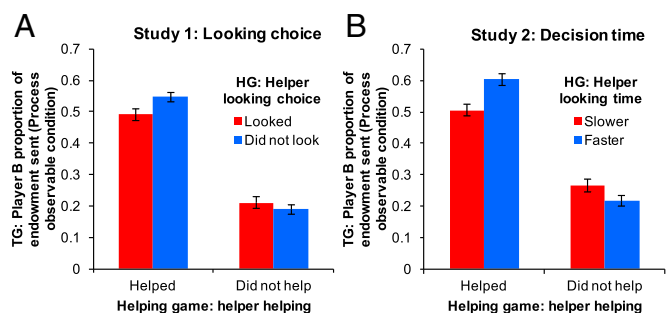 A
Study 1: Looking choice
TG: Player B proportion of
endowment sent (Process
observable condition)
0.7
0.6
0.5
0.4
0.3
0.2
0.1
0
HG: Helper
looking choice
Looked
Did not look
Helped
Did not help
Helping game: helper helping
B
Study 2: Decision time
TG: Player B proportion of
endowment sent (Process
observable condition)
0.7
0.6
0.5
0.4
0.3
0.2
0.1
0
HG: Helper
looking time
Slower
Faster
Helped
Did not help
Helping game: helper helping